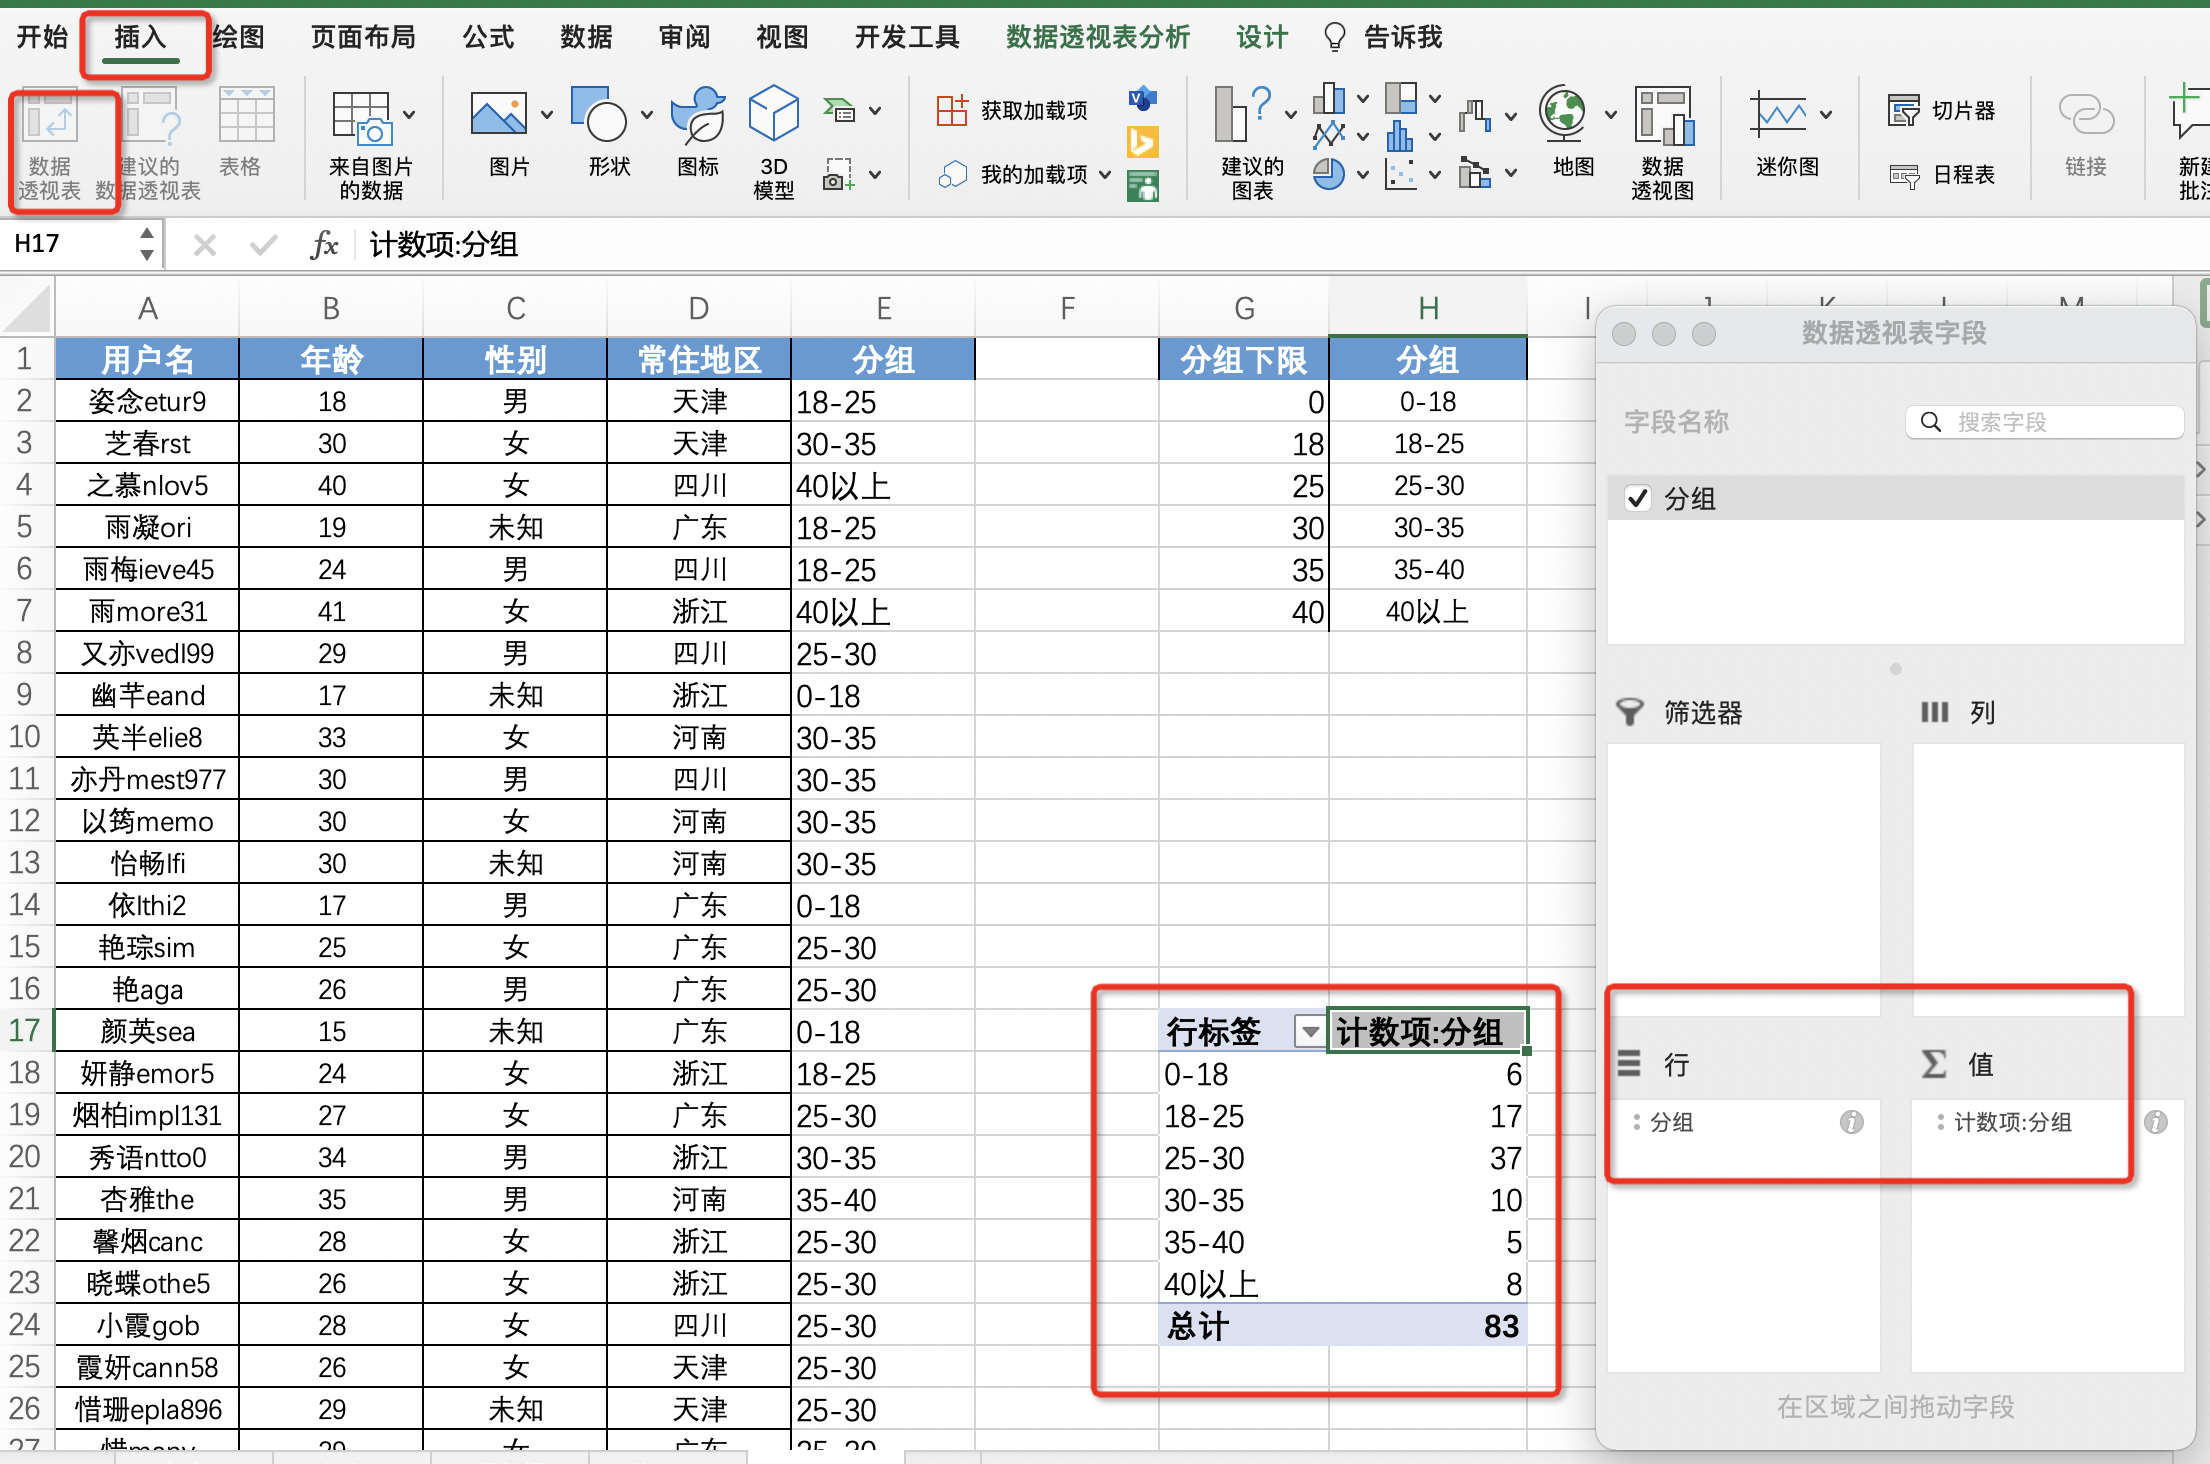 开始 插入 绘图 页面布局 公式 数据 审阅 视图 开发工具 数据透视表分析 设计 告诉我
数据
透视表
建议的
数据透视表
表格
来自图片
的数据
图片
形状
图标
3D
模型
获取加载项
我的加载项
建议的
图表
地图
数据
透视图
迷你图
切片器
日程表
链接
H17 fx 计数项:分组
A B C D E F G H I J K L M
1 用户名 年龄 性别 常住地区 分组 分组下限 分组
2 姿念etur9 18 男 天津 18-25 0 0-18
3 芝春rst 30 女 天津 30-35 18 18-25
4 之慕nlov5 40 女 四川 40以上 25 25-30
5 雨凝ori 19 未知 广东 18-25 30 30-35
6 雨梅ieve45 24 男 四川 18-25 35 35-40
7 雨more31 41 女 浙江 40以上 40 40以上
8 又亦vedl99 29 男 四川 25-30
9 幽芊eand 17 未知 浙江 0-18
10 英半elie8 33 女 河南 30-35
11 亦丹mest977 30 男 四川 30-35
12 以筠memo 30 女 河南 30-35
13 怡畅lfi 30 未知 河南 30-35
14 依lthi2 17 男 广东 0-18
15 艳琮sim 25 女 广东 25-30
16 艳aga 26 男 广东 25-30
17 颜英sea 15 未知 广东 0-18 行标签 计数项:分组
18 妍静emor5 24 女 浙江 18-25 0-18 6
19 烟柏impl131 27 女 广东 25-30 18-25 17
20 秀语ntto0 34 男 浙江 30-35 25-30 37
21 杏雅the 35 男 河南 35-40 30-35 10
22 馨烟canc 28 女 浙江 25-30 35-40 5
23 晓蝶othe5 26 女 浙江 25-30 40以上 8
24 小霞gob 28 女 四川 25-30 总计 83
25 霞妍cann58 26 女 天津 25-30
26 惜珊epla896 29 未知 天津 25-30
数据透视表字段
字段名称 搜索字段
分组
筛选器 列
行 值
分组 计数项:分组
在区域之间拖动字段